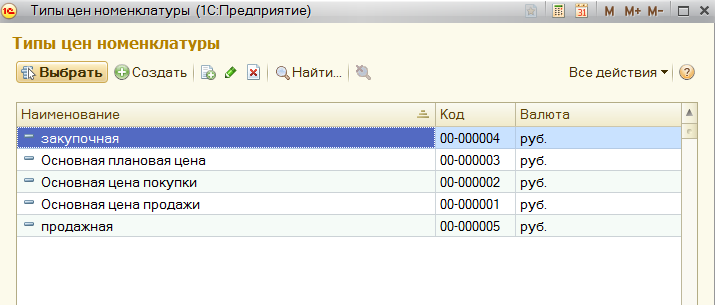 1С Типы цен номенклатуры (1С:Предприятие) 31 M M+ M-
Типы цен номенклатуры
Выбрать Создать Найти... Все действия ?
Наименование Код Валюта
закупочная 00-000004 руб.
Основная плановая цена 00-000003 руб.
Основная цена покупки 00-000002 руб.
Основная цена продажи 00-000001 руб.
продажная 00-000005 руб.